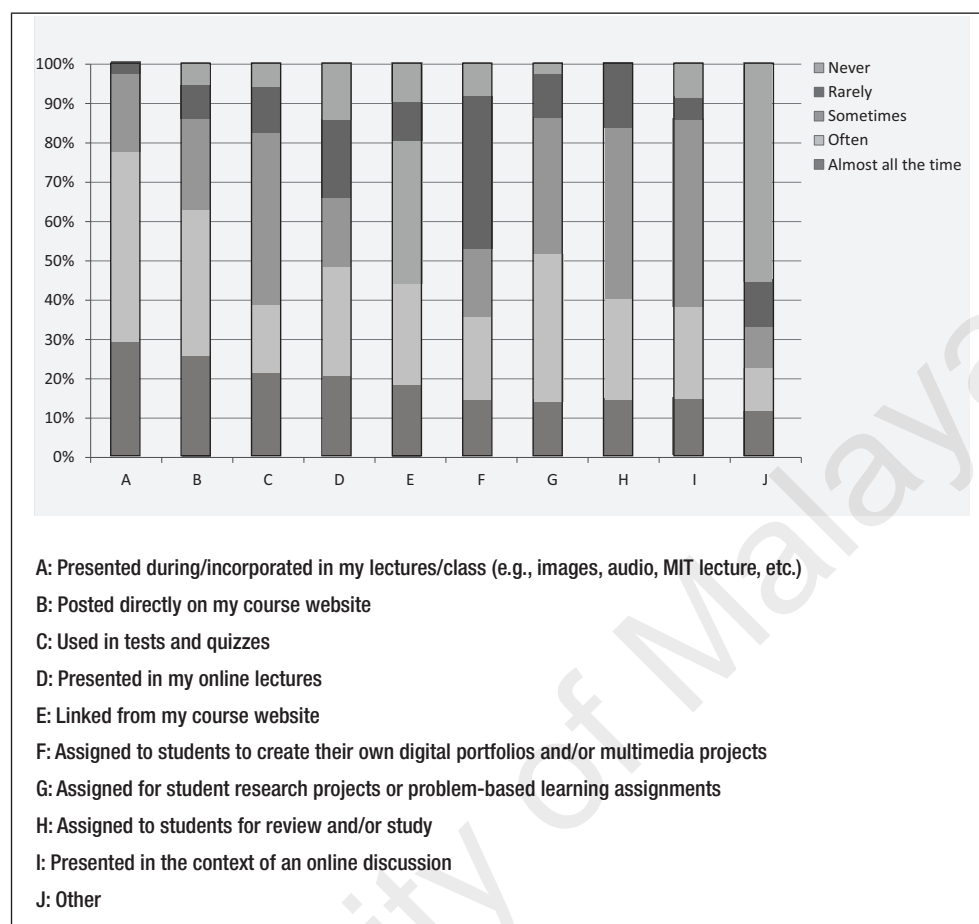 100%
90%
80%
70%
60%
50%
40%
30%
20%
10%
0%
A B C D E F G H I J
Never
Rarely
Sometimes
Often
Almost all the time
A: Presented during/incorporated in my lectures/class (e.g., images, audio, MIT lecture, etc.)
B: Posted directly on my course website
C: Used in tests and quizzes
D: Presented in my online lectures
E: Linked from my course website
F: Assigned to students to create their own digital portfolios and/or multimedia projects
G: Assigned for student research projects or problem-based learning assignments
H: Assigned to students for review and/or study
I: Presented in the context of an online discussion
J: Other
ity of Malaya